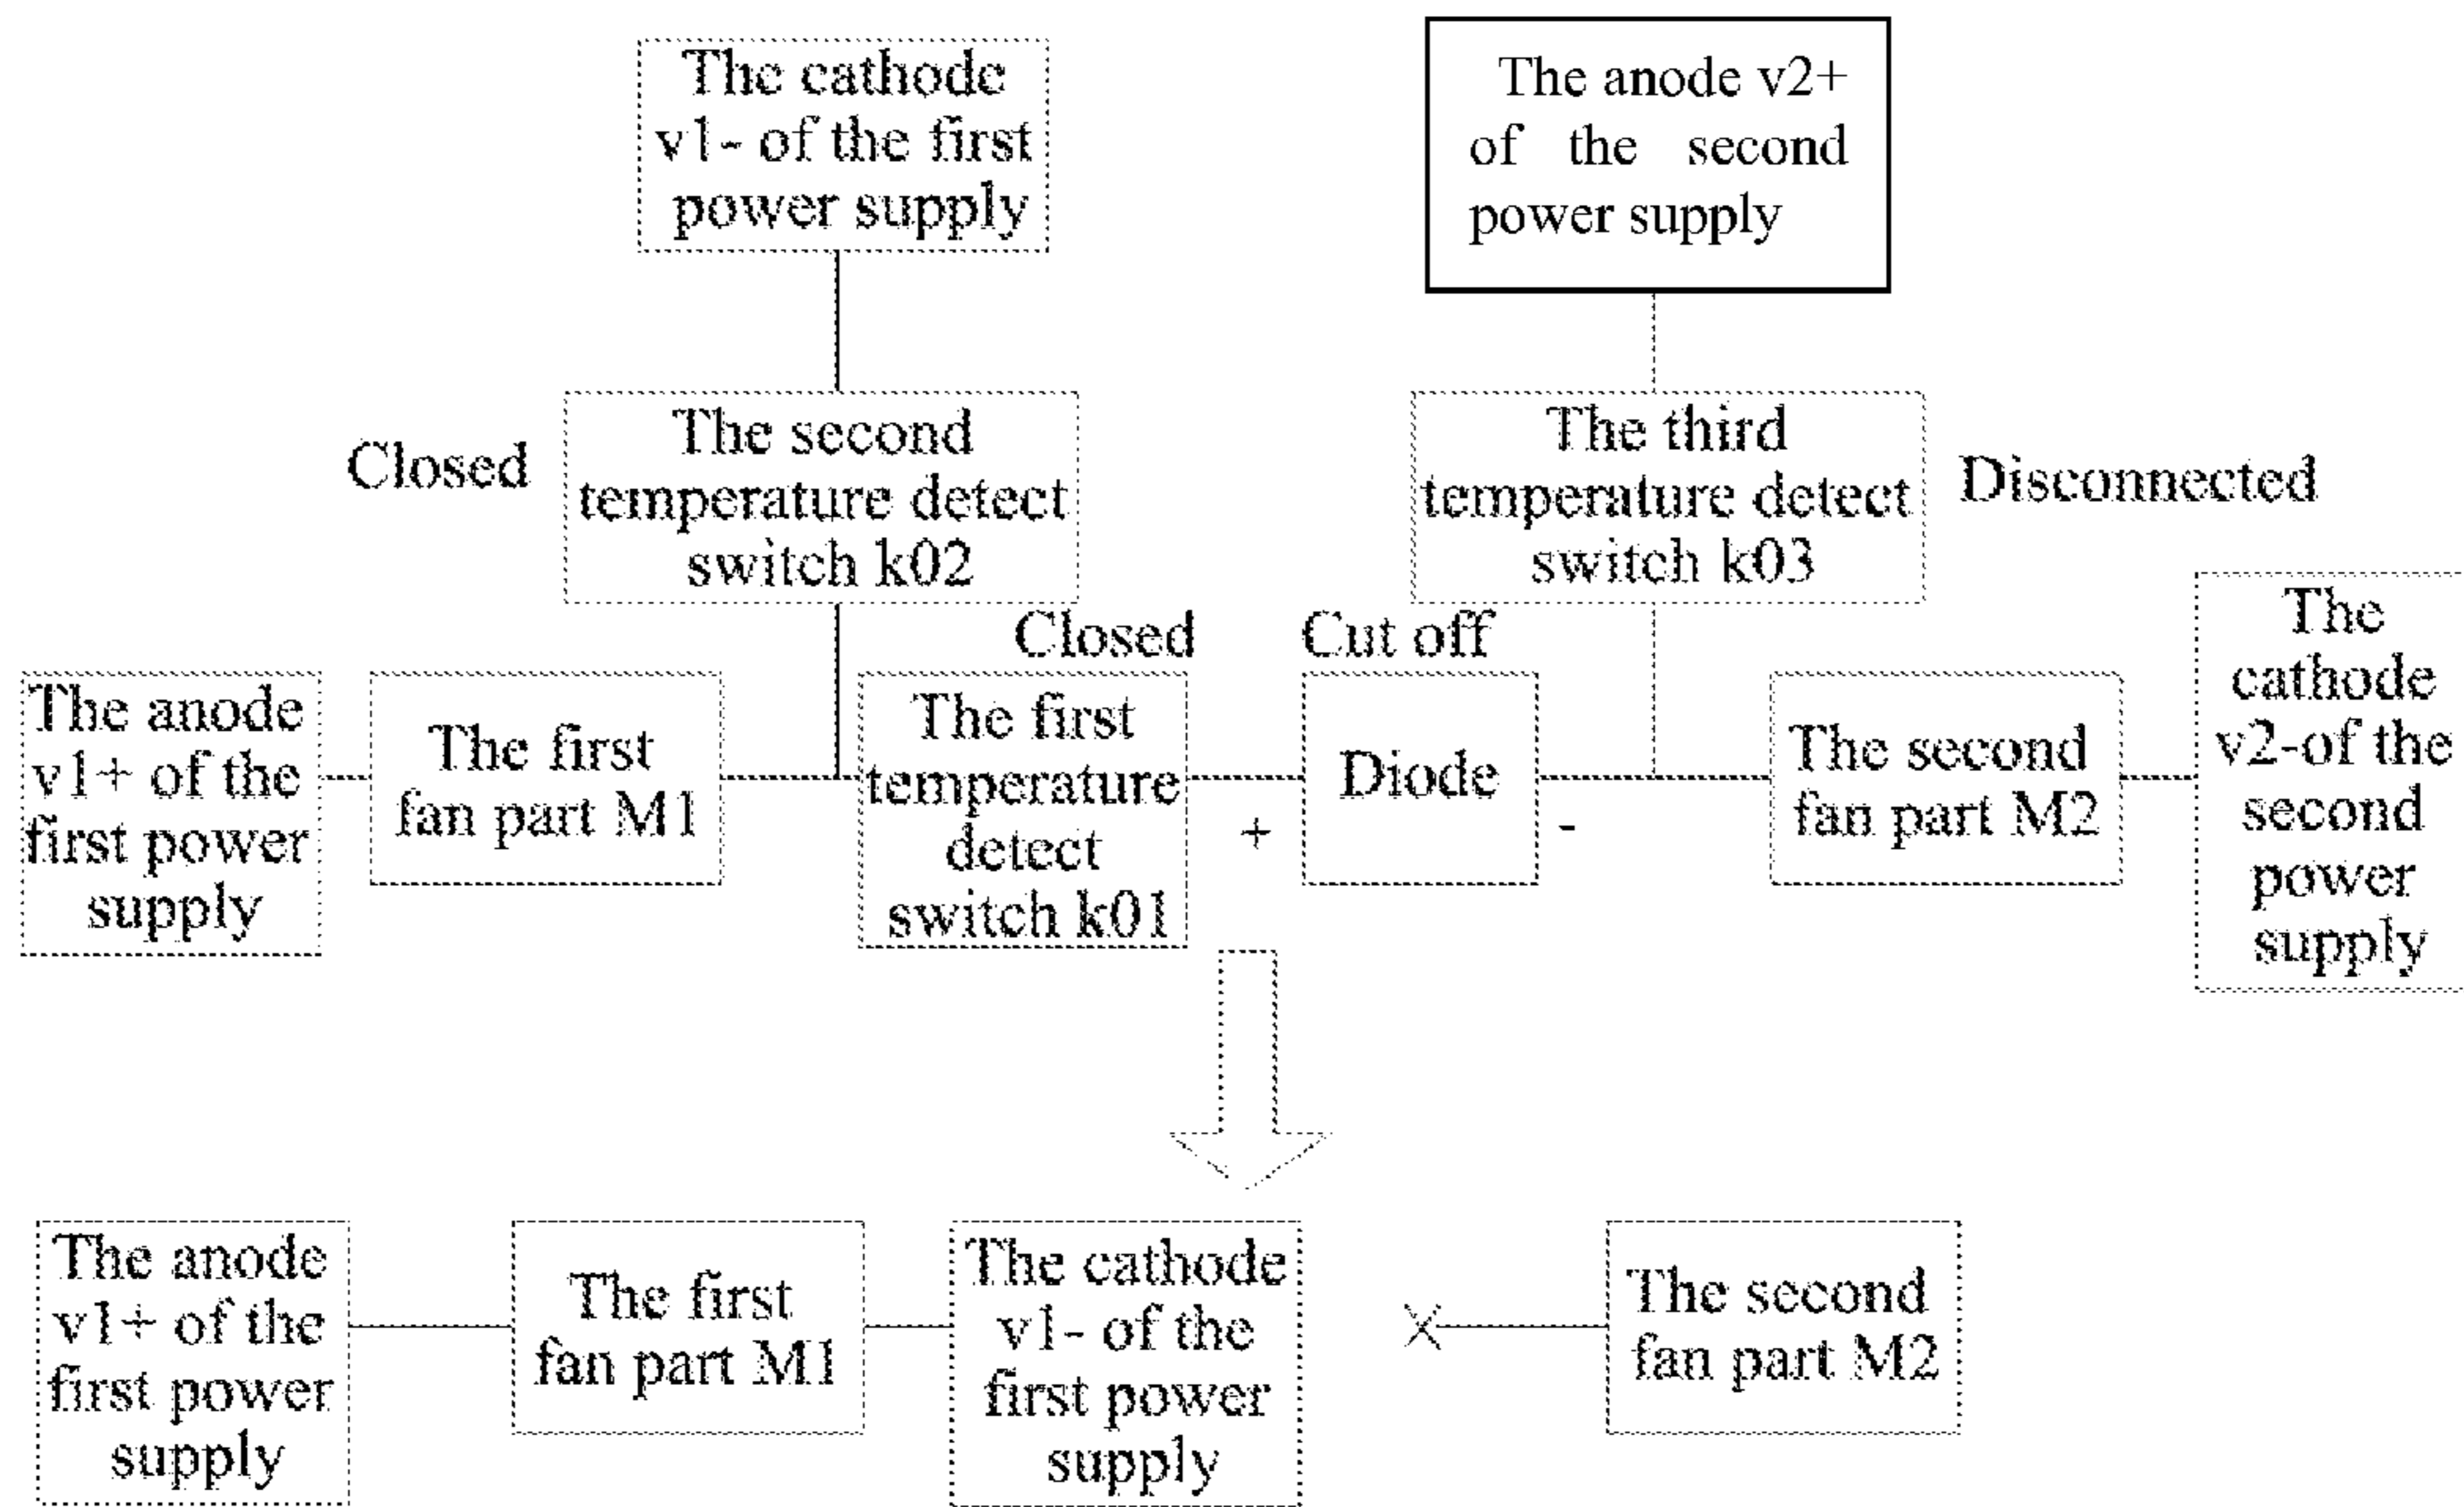 The cathode
v1- of the first
power supply
The anode v2+
of the second
power supply
Closed
The second
temperature detect
switch k02
The third
temperature detect
switch k03
Disconnected
Closed
Cut off
The anode
v1+ of the
first power
supply
The first
fan part M1
The first
temperature
detect
switch k01
+
Diode
-
The second
fan part M2
The
cathode
v2-of the
second
power
supply
The anode
v1+ of the
first power
supply
The first
fan part M1
The cathode
v1- of the
first power
supply
The second
fan part M2